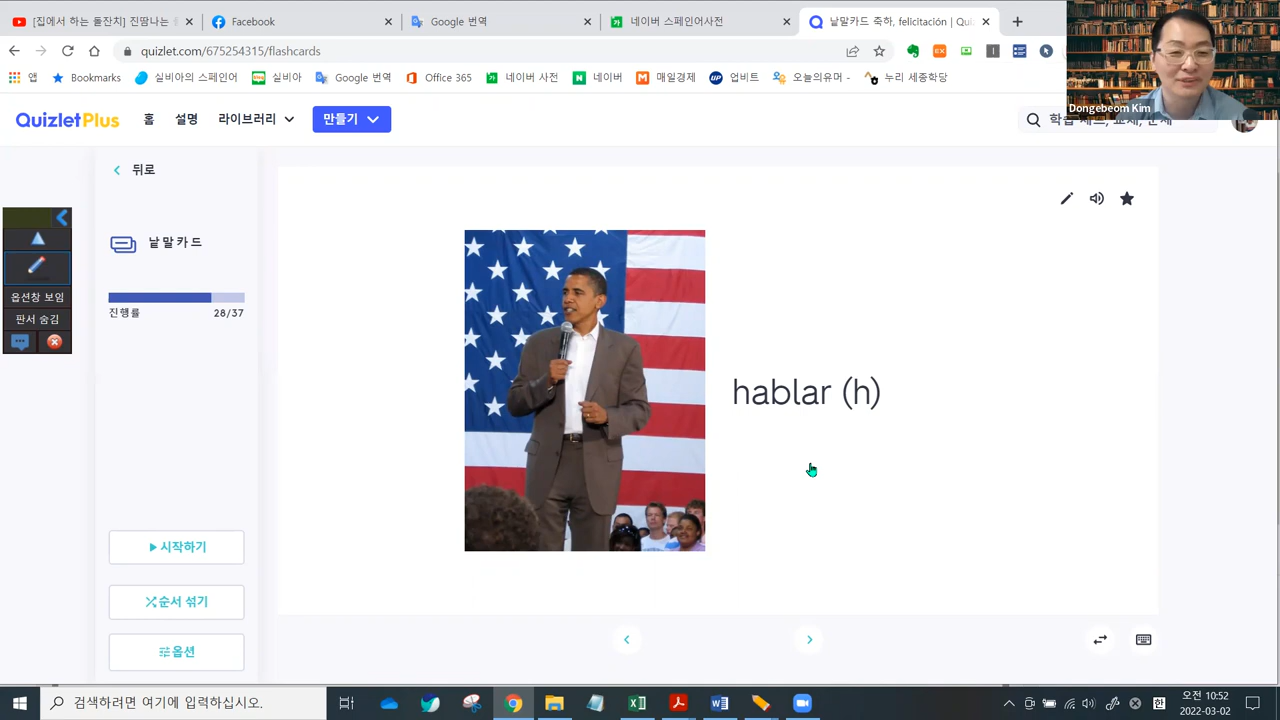 [집에서 하는 돌잔치] 진땀나는 돌
Facebook
Google 번역
네이버 스페인어사전
낱말카드 죽하, felicitación | Qui
quizlet.com/675254315/flashcards
앱
Bookmarks
실비아의 스페인어
실비아
Google 번역
Office 365
네이버 사전
네이버
매일경제
업비트
오늘의유머 -
누리 세종학당
Dongebeom Kim
QuizletPlus
홈
설명
라이브러리
만들기
뒤로
낱말카드
진행률
28/37
옵션창 보임
판서 숨김
hablar (h)
시작하기
순서 섞기
옵션
검색하려면 여기에 입력하십시오.
한
오전 10:52
2022-03-02